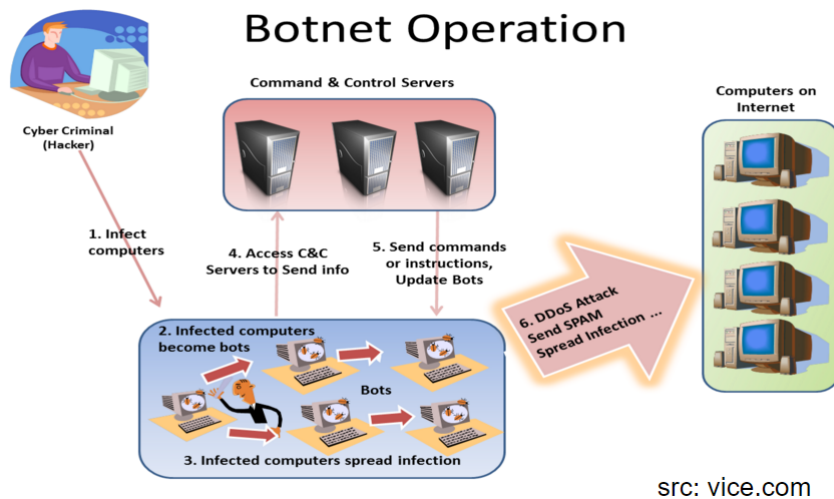 Botnet Operation
Command & Control Servers
Computers on
Internet
Cyber Criminal
(Hacker)
1. Infect
computers
4. Access C&C
Servers to Send info
5. Send commands
or instructions,
Update Bots
6. DDoS Attack
Send SPAM
Spread Infection ...
2. Infected computers
become bots
Bots
3. Infected computers spread infection
src: vice.com